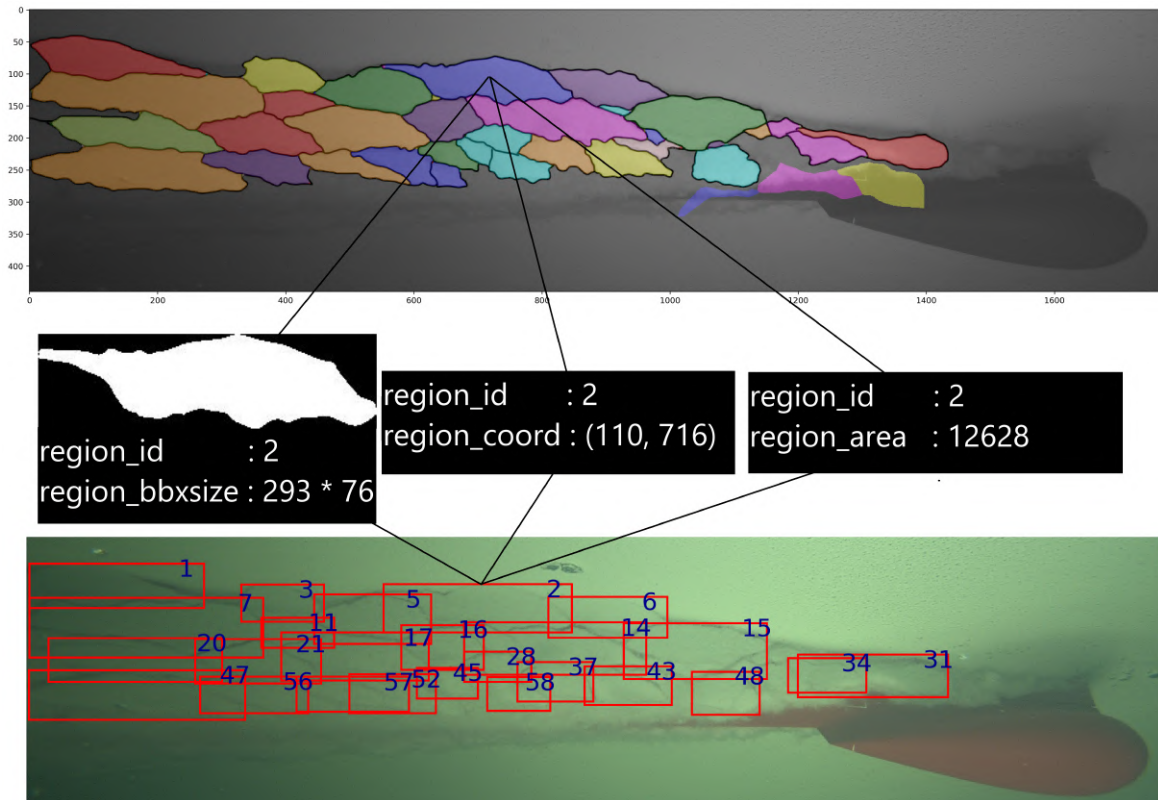 0
50
100
150
200
250
300
350
400
0 200 400 600 800 1000 1200 1400 1600
region_id : 2
region_bbxsize : 293 * 76
region_id : 2
region_coord : (110, 716)
region_id : 2
region_area : 12628
1
3 2
7 5 6
11
20 21 17 16 14 15
28 34 31
47 45 37 43 48
56 57 52 58